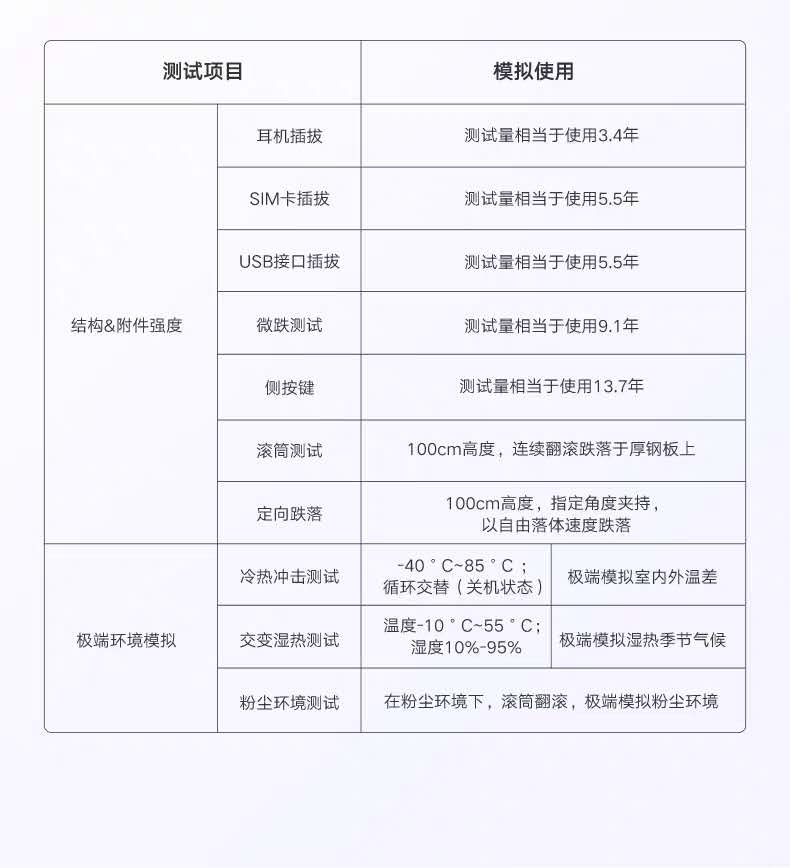 测试项目
模拟使用
结构&附件强度
耳机插拔
测试量相当于使用3.4年
SIM卡插拔
测试量相当于使用5.5年
USB接口插拔
测试量相当于使用5.5年
微跌测试
测试量相当于使用9.1年
侧按键
测试量相当于使用13.7年
滚筒测试
100cm高度，连续翻滚跌落于厚钢板上
定向跌落
100cm高度，指定角度夹持，
以自由落体速度跌落
极端环境模拟
冷热冲击测试
-40°C~85°C；
循环交替（关机状态）
极端模拟室内外温差
交变湿热测试
温度-10°C~55°C；
湿度10%-95%
极端模拟湿热季节气候
粉尘环境测试
在粉尘环境下，滚筒翻滚，极端模拟粉尘环境